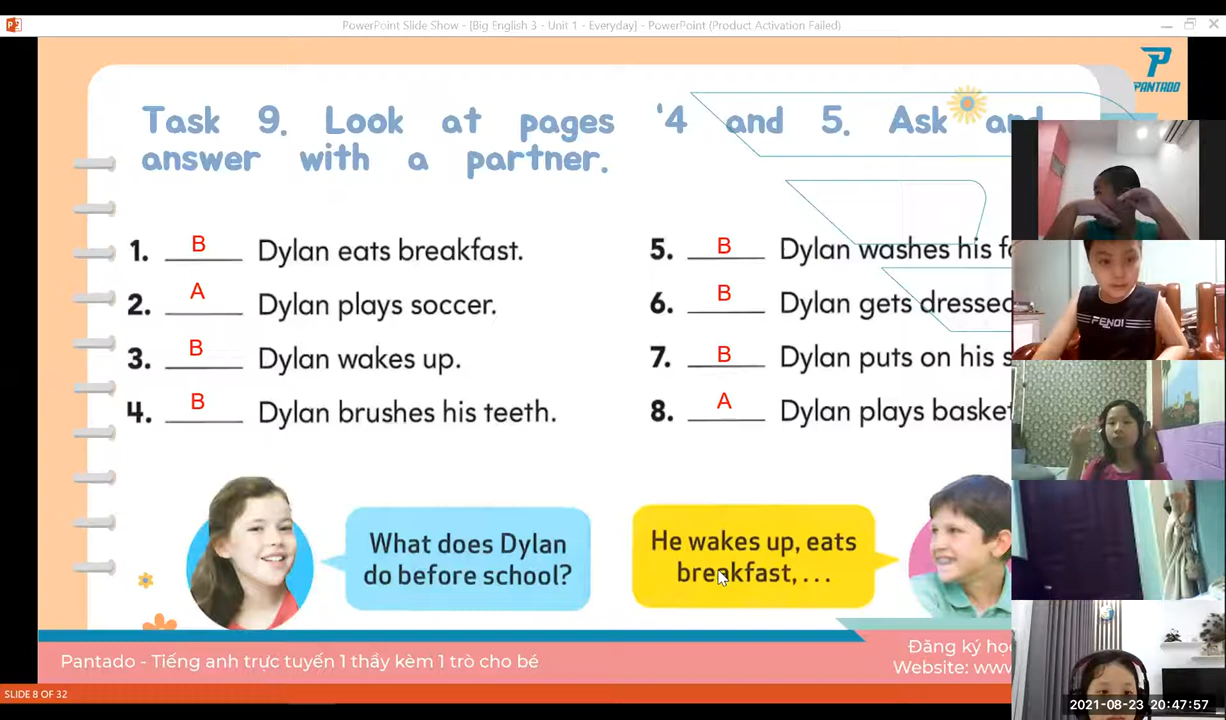 PowerPoint Slide Show - [Big English 3 - Unit 1 - Everyday] - PowerPoint (Product Activation Failed)
PANTADO
Task 9. Look at pages '4 and 5. Ask and
answer with a partner.
1. B Dylan eats breakfast.
2. A Dylan plays soccer.
3. B Dylan wakes up.
4. B Dylan brushes his teeth.
5. B Dylan washes his
6. B Dylan gets dressed
7. B Dylan puts on his
8. A Dylan plays
What does Dylan
do before school?
He wakes up, eats
breakfast, . . .
FENDI
Pantado - Tiếng anh trực tuyến 1 thầy kèm 1 trò cho bé
Đăng ký
Website:
SLIDE 8 OF 32
2021-08-23 20:47:57